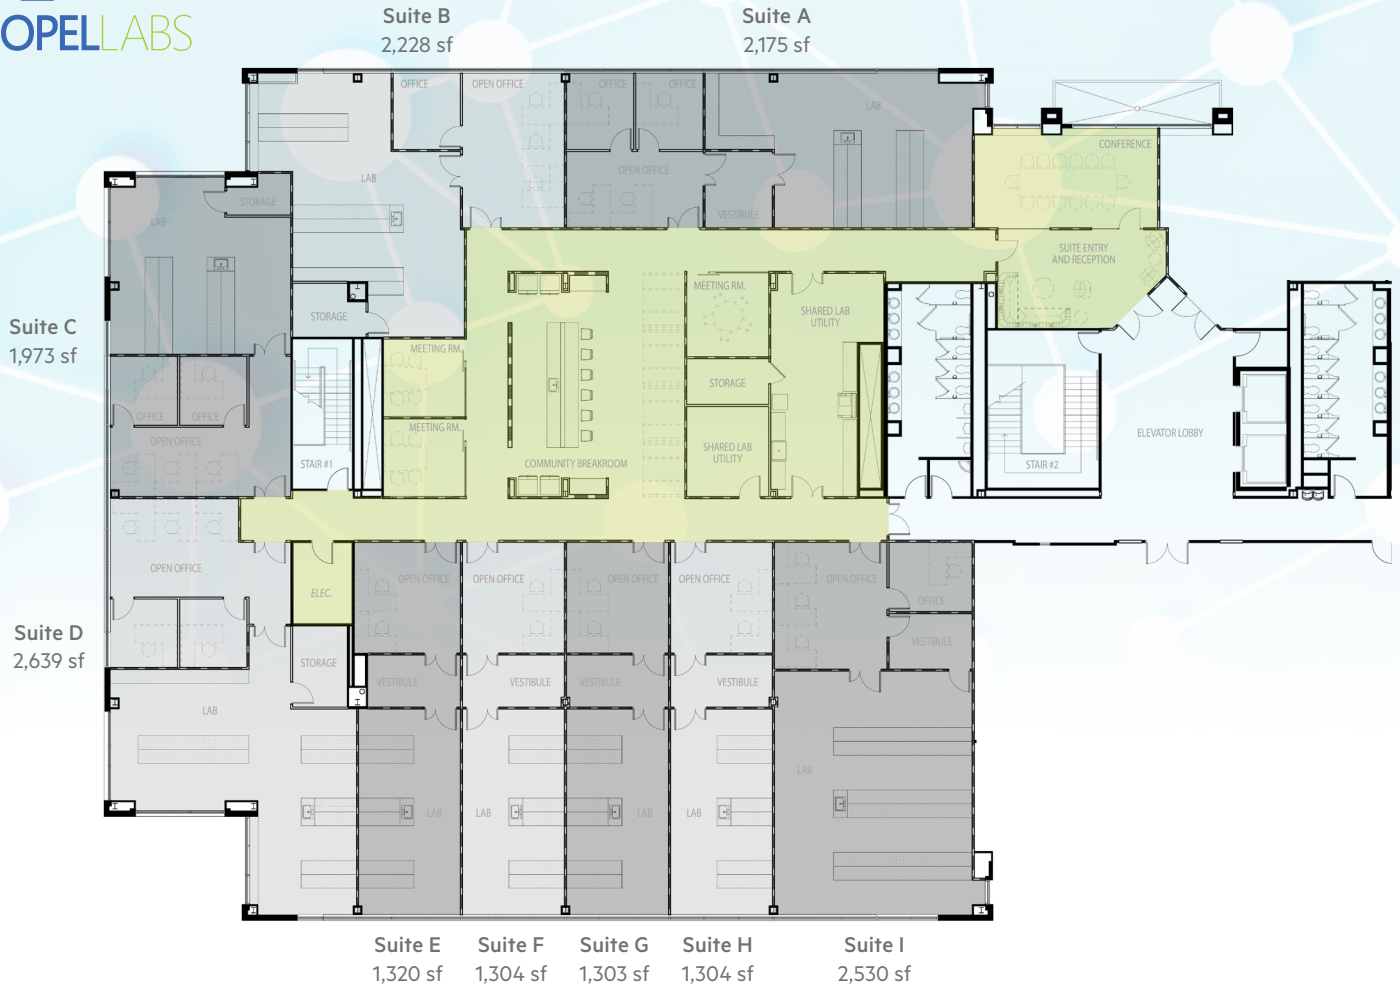 OPELLABS
Suite B
2,228 sf
Suite A
2,175 sf
OFFICE
OPEN OFFICE
OFFICE
OFFICE
LAB
CONFERENCE
LAB
OPEN OFFICE
STORAGE
LAB
VESTIBULE
SUITE ENTRY
AND RECEPTION
MEETING RM.
STORAGE
SHARED LAB
UTILITY
Suite C
1,973 sf
MEETING RM.
STORAGE
OFFICE
OFFICE
MEETING RM.
OPEN OFFICE
ELEVATOR LOBBY
SHARED LAB
UTILITY
STAIR #1
COMMUNITY BREAKROOM
STAIR #2
OPEN OFFICE
ELEC.
OPEN OFFICE
OPEN OFFICE
OPEN OFFICE
OPEN OFFICE
OPEN OFFICE
OFFICE
Suite D
2,639 sf
STORAGE
VESTIBULE
VESTIBULE
VESTIBULE
VESTIBULE
VESTIBULE
LAB
LAB
LAB
LAB
LAB
LAB
Suite E
1,320 sf
Suite F
1,304 sf
Suite G
1,303 sf
Suite H
1,304 sf
Suite I
2,530 sf